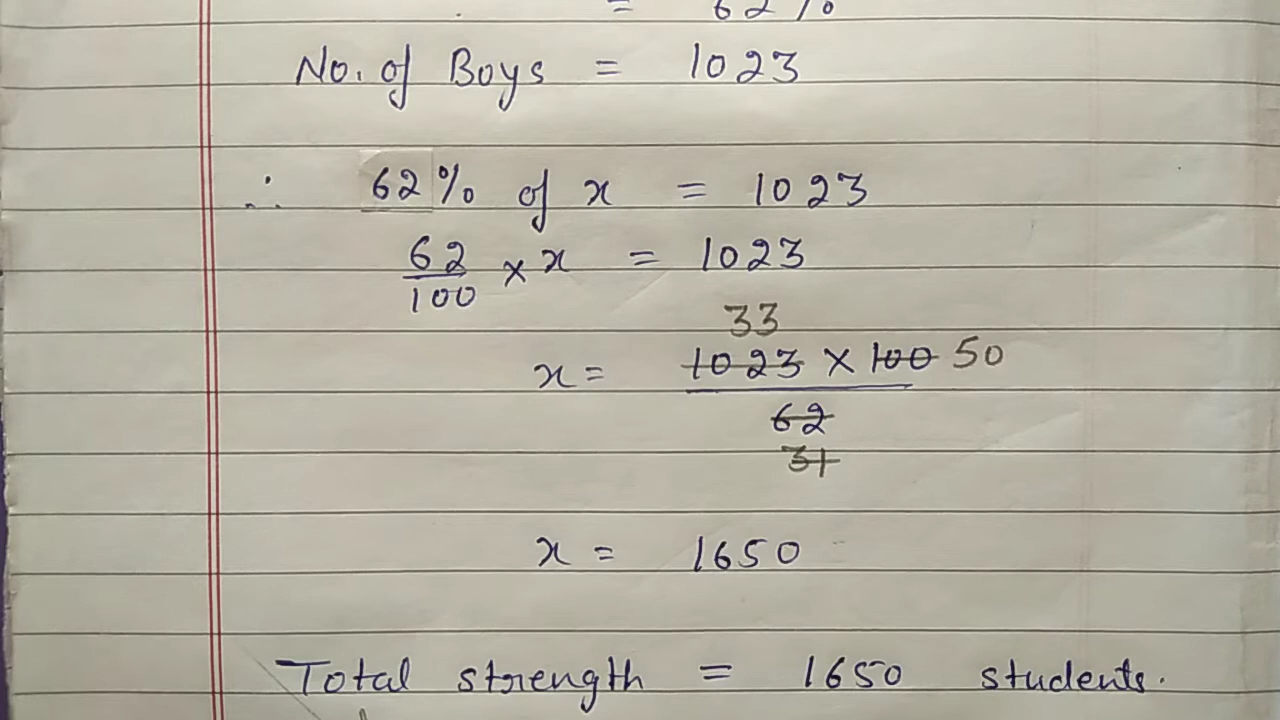 = 62%
No. of Boys = 1023
∴ 62% of x = 1023
62/100 × x = 1023
33
x = 1023 × 100 50
62
31
x = 1650
Total strength = 1650 students.